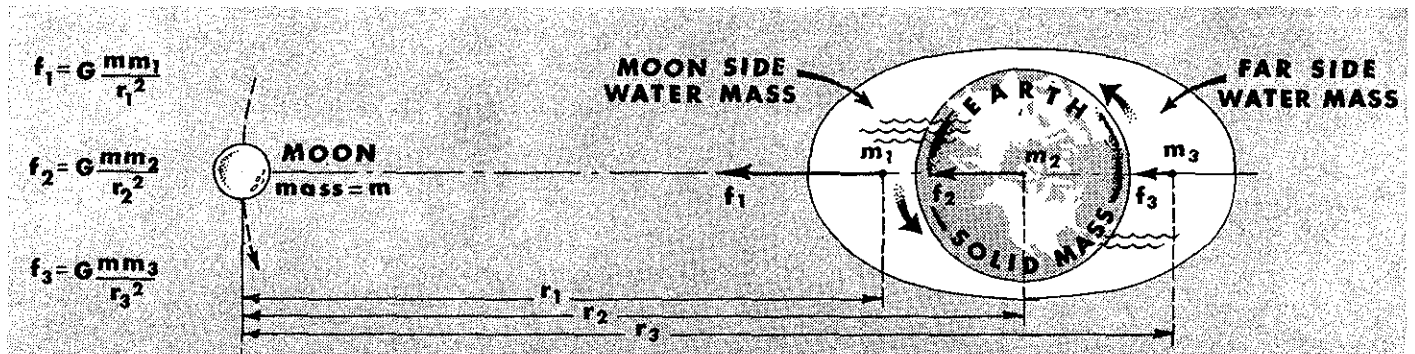 f₁ = G mm₁/r₁²
f₂ = G mm₂/r₂²
f₃ = G mm₃/r₃²
MOON
mass = m
MOON SIDE
WATER MASS
EARTH
SOLID MASS
FAR SIDE
WATER MASS
m₁
m₂
m₃
f₁
f₂
f₃
r₁
r₂
r₃